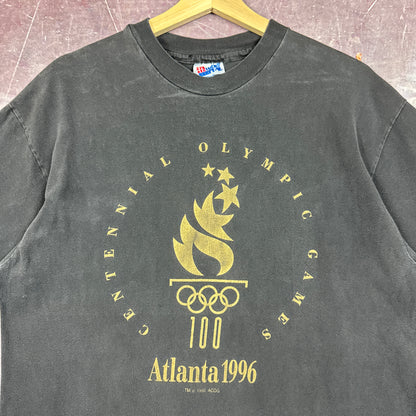 CENTENNIAL OLYMPIC GAMES
100
Atlanta 1996